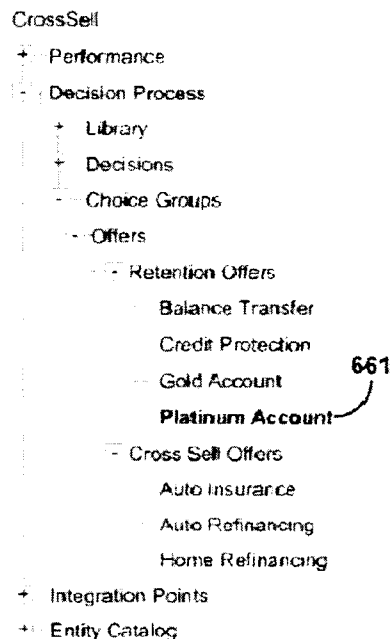 CrossSell
+ Performance
- Decision Process
+ Library
+ Decisions
- Choice Groups
- Offers
- Retention Offers
Balance Transfer
Credit Protection
Gold Account
661
Platinum Account
- Cross Sell Offers
Auto Insurance
Auto Refinancing
Home Refinancing
+ Integration Points
+ Entity Catalog